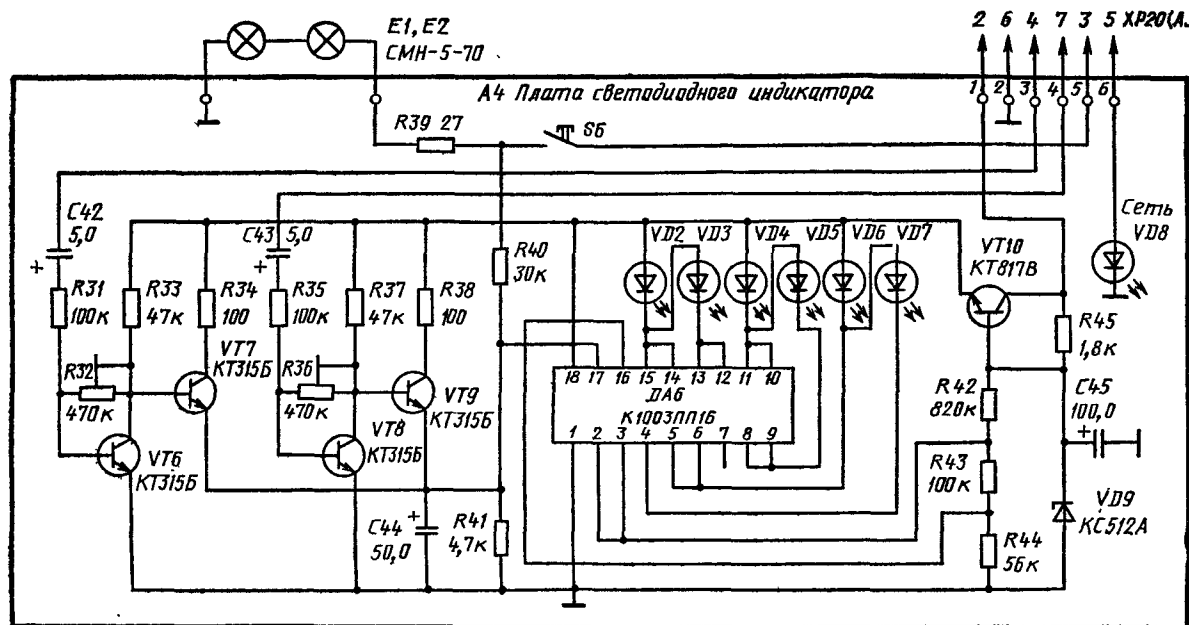 E1, E2
СМН-5-70
2 6 4 7 3 5 ХР20(А.
А4 Плата светодиодного индикатора
1 2 3 4 5 6
R39 27
S6
C42
5,0
+
C43 5,0
+
R31
100к
R33
47к
R34
100
R35
100к
R37
47к
R38
100
R40
30к
VD2 VD3 VD4 VD5 VD6 VD7
VT10
КТ817В
Сеть
VD8
R45
1,8к
R32
470к
VT7
КТ315Б
R36
470к
VT9
КТ315Б
VT6
КТ315Б
VT8
КТ315Б
18 17 16 15 14 13 12 11 10
DA6
К1003ПП16
1 2 3 4 5 6 7 8 9
R42
820к
C45
100,0
+
R43
100к
VD9
КС512А
R44
56к
C44
50,0
+
R41
4,7к